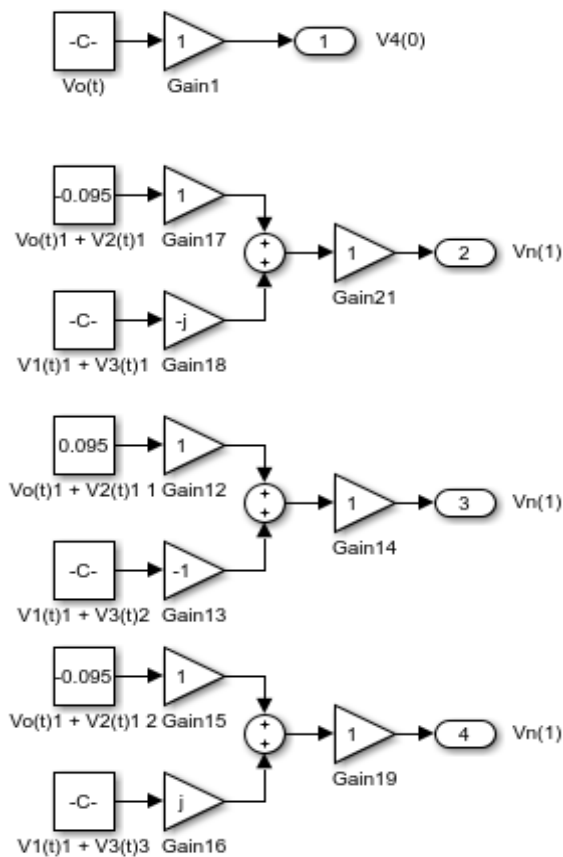 -C- 1 1 V4(0)
Vo(t) Gain1
-0.095 1
Vo(t)1 + V2(t)1 Gain17
+
+ 1 2 Vn(1)
Gain21
-C- -j
V1(t)1 + V3(t)1 Gain18
0.095 1
Vo(t)1 + V2(t)1 1 Gain12
+
+ 1 3 Vn(1)
Gain14
-C- -1
V1(t)1 + V3(t)2 Gain13
-0.095 1
Vo(t)1 + V2(t)1 2 Gain15
+
+ 1 4 Vn(1)
Gain19
-C- j
V1(t)1 + V3(t)3 Gain16